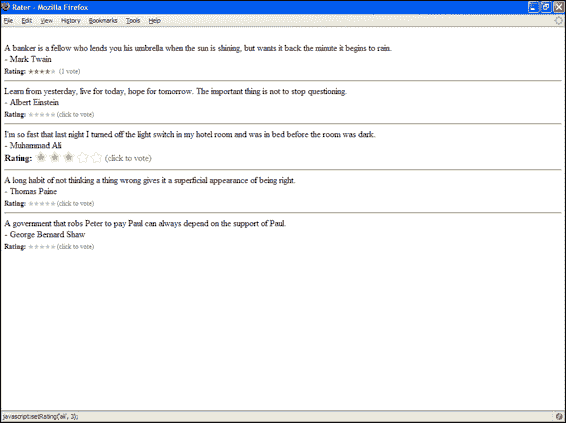 Rater - Mozilla Firefox
File Edit View History Bookmarks Tools Help
A banker is a fellow who lends you his umbrella when the sun is shining, but wants it back the minute it begins to rain.
- Mark Twain
Rating: (1 vote)
Learn from yesterday, live for today, hope for tomorrow. The important thing is not to stop questioning.
- Albert Einstein
Rating: (click to vote)
I'm so fast that last night I turned off the light switch in my hotel room and was in bed before the room was dark.
- Muhammad Ali
Rating: (click to vote)
A long habit of not thinking a thing wrong gives it a superficial appearance of being right.
- Thomas Paine
Rating: (click to vote)
A government that robs Peter to pay Paul can always depend on the support of Paul.
- George Bernard Shaw
Rating: (click to vote)
javascript:setRating('ali', 3);